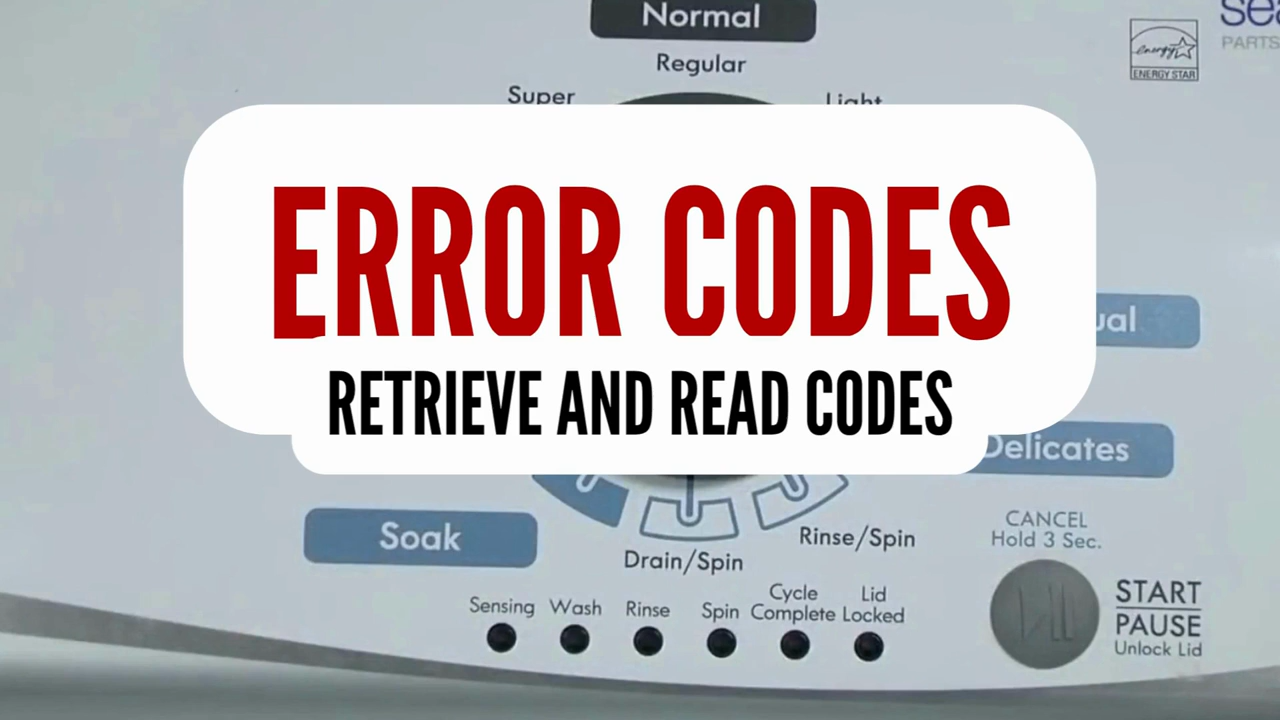 Normal
Regular
Super
Light
energy
ENERGY STAR
PARTS
ERROR CODES
RETRIEVE AND READ CODES
Delicates
Soak
Drain/Spin
Rinse/Spin
CANCEL
Hold 3 Sec.
Sensing Wash Rinse Spin Cycle Complete Lid Locked
START
PAUSE
Unlock Lid